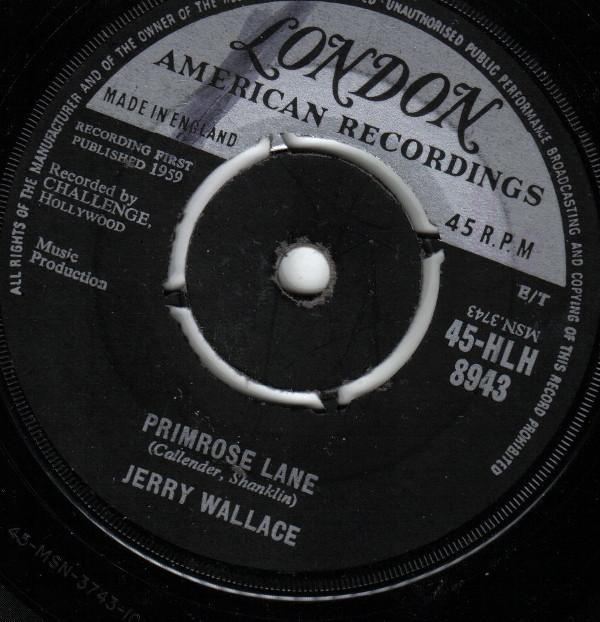 ALL RIGHTS OF THE MANUFACTURER AND OF THE OWNER OF THE
UNAUTHORISED PUBLIC PERFORMANCE BROADCASTING AND COPYING OF THIS RECORD PROHIBITED
LONDON
AMERICAN RECORDINGS
MADE IN ENGLAND
45 R.P.M
RECORDING FIRST
PUBLISHED 1959
Recorded by
CHALLENGE,
HOLLYWOOD
Music
Production
B/T
MSN.3743
45-HLH
8943
PRIMROSE LANE
(Callender, Shanklin)
JERRY WALLACE
45-MSN-3743-